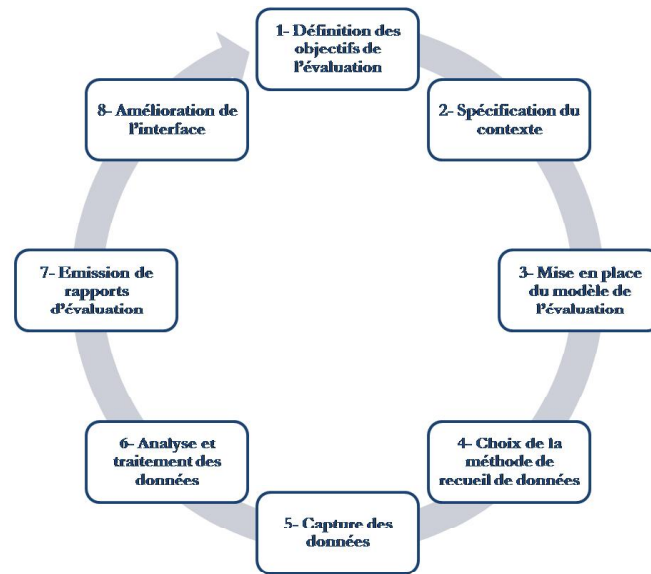 1- Définition des
objectifs de
l'évaluation
2- Spécification du
contexte
3- Mise en place
du modèle de
l'évaluation
4- Choix de la
méthode de
recueil de données
5- Capture des
données
6- Analyse et
traitement des
données
7- Emission de
rapports
d'évaluation
8- Amélioration de
l'interface